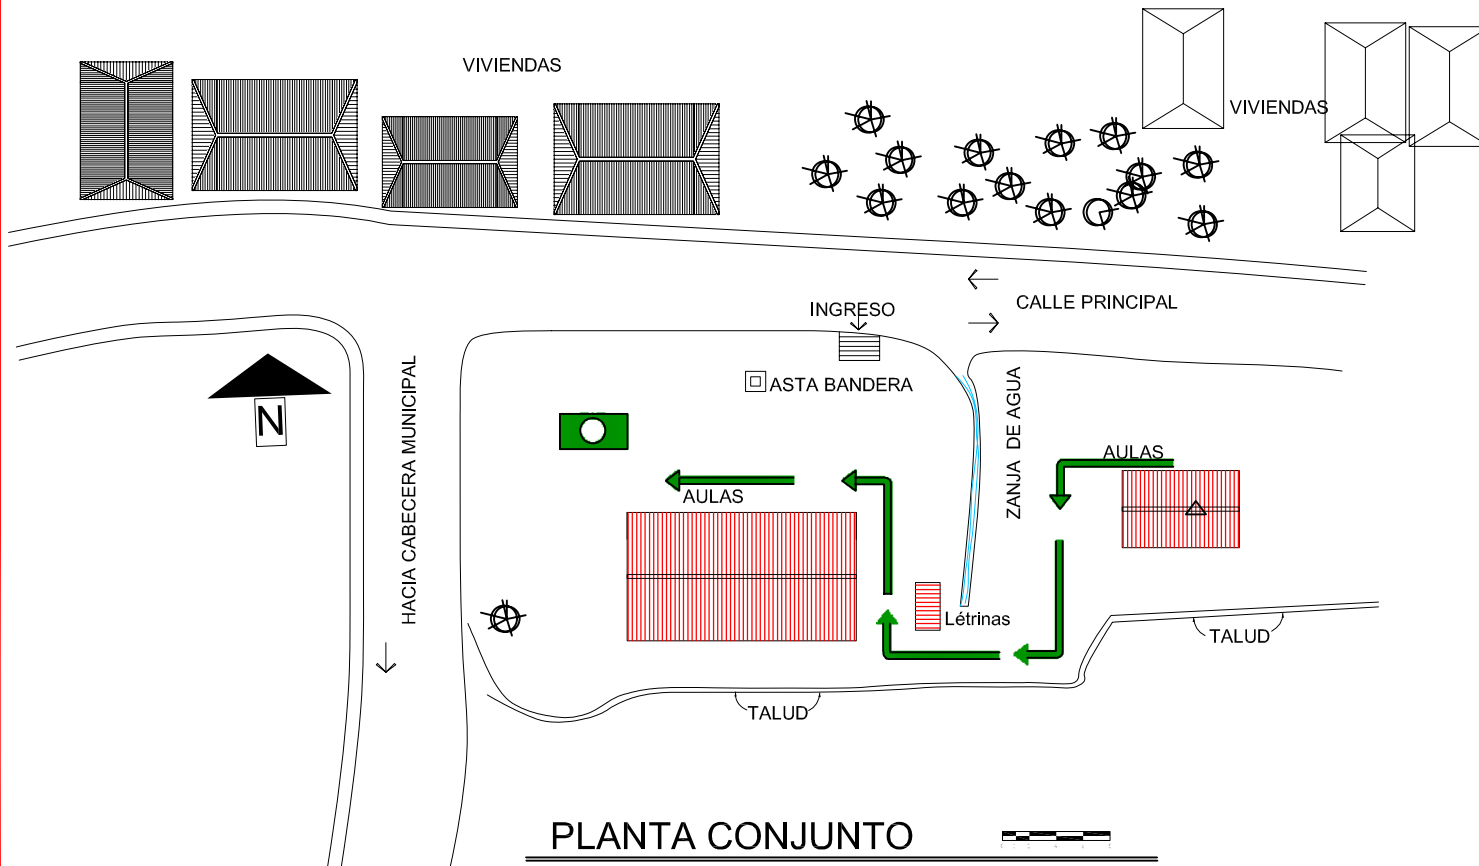 VIVIENDAS
VIVIENDAS
INGRESO
CALLE PRINCIPAL
ASTA BANDERA
HACIA CABECERA MUNICIPAL
ZANJA DE AGUA
N
AULAS
AULAS
Létrinas
TALUD
TALUD
PLANTA CONJUNTO